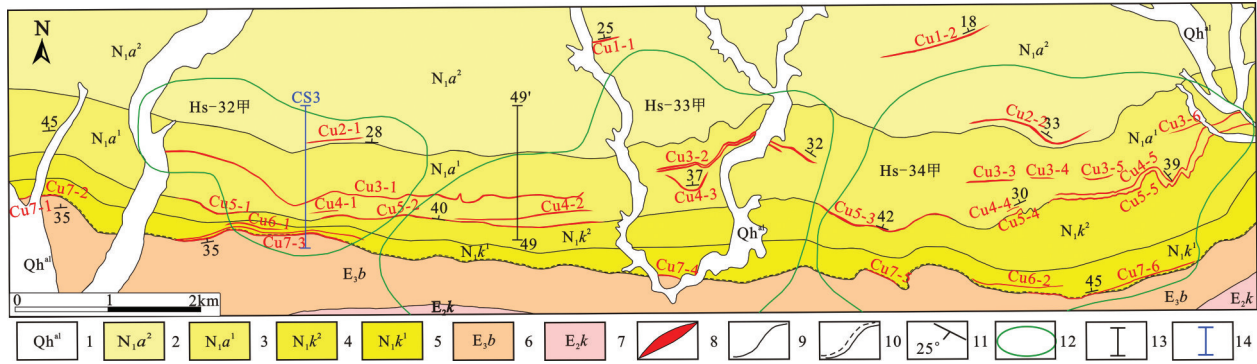 N
N₁a²
N₁a²
N₁a²
25
Cu1-1
18
Cu1-2
Qhᵃˡ
Hs-32甲
CS3
49'
Hs-33甲
45
N₁a¹
Cu2-1
28
N₁a¹
Cu2-2
33
N₁a¹
Cu3-6
32
Cu3-2
37
Cu4-3
Hs-34甲
Cu3-3
Cu3-4
Cu3-5
Cu4-5
39
Cu7-2
Cu7-1
35
Cu5-1
Cu4-1
Cu3-1
Cu5-2
40
Cu4-2
Cu6-1
Cu7-3
35
49
Cu5-3
42
Cu4-4
30
Cu5-4
Cu5-5
N₁k²
N₁k²
N₁k¹
N₁k¹
Qhᵃˡ
Qhᵃˡ
E₃b
Cu7-4
Cu7-5
Cu6-2
45
Cu7-6
E₃b
E₂k
E₂k
0 1 2km
Qhᵃˡ 1 N₁a² 2 N₁a¹ 3 N₁k² 4 N₁k¹ 5 E₃b 6 E₂k 7 8 9 10 25° 11 12 13 14